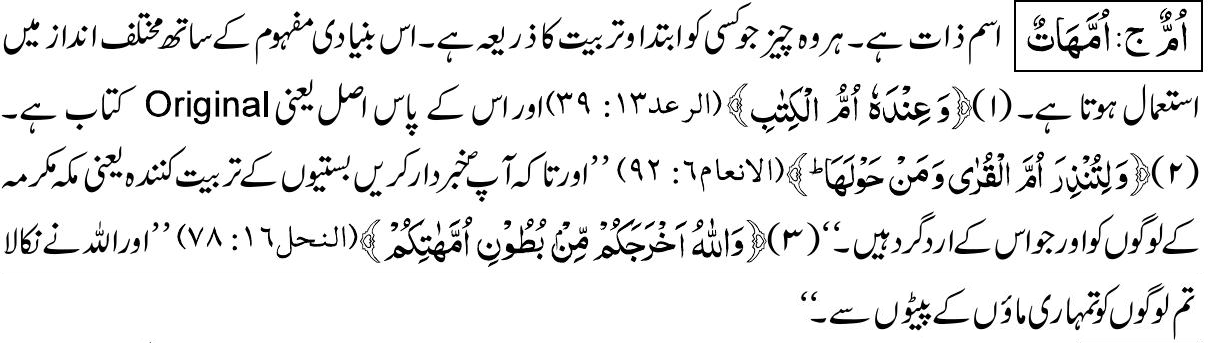 اُمٌّ ج: اُمَّهَاتٌ اسم ذات ہے۔ ہر وہ چیز جو کسی کو ابتدا و تربیت کا ذریعہ ہے۔ اس بنیادی مفہوم کے ساتھ مختلف انداز میں
استعمال ہوتا ہے۔ (۱) ﴿وَعِنْدَهٗ اُمُّ الْكِتٰبِ﴾ (الرعد۱۳: ۳۹) اور اس کے پاس اصل یعنی Original کتاب ہے۔
(۲) ﴿وَلِتُنْذِرَ اُمَّ الْقُرٰى وَمَنْ حَوْلَهَا ط﴾ (الانعام۶: ۹۲) ’’اور تاکہ آپؐ خبردار کریں بستیوں کے تربیت کنندہ یعنی مکہ مکرمہ
کے لوگوں کو اور جو اس کے اردگرد ہیں۔‘‘ (۳) ﴿وَاللهُ اَخْرَجَكُمْ مِّنْۢ بُطُوْنِ اُمَّهٰتِكُمْ﴾ (النحل۱۶: ۷۸) ’’اور اللہ نے نکالا
تم لوگوں کو تمہاری ماؤں کے پیٹوں سے۔‘‘